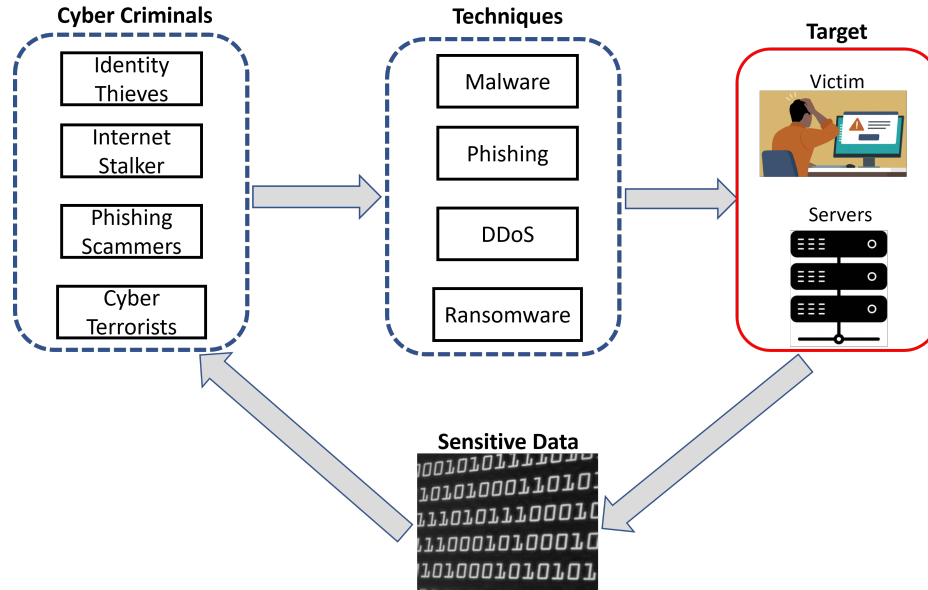 Cyber Criminals
Identity
Thieves
Internet
Stalker
Phishing
Scammers
Cyber
Terrorists
Techniques
Malware
Phishing
DDoS
Ransomware
Target
Victim
Servers
Sensitive Data